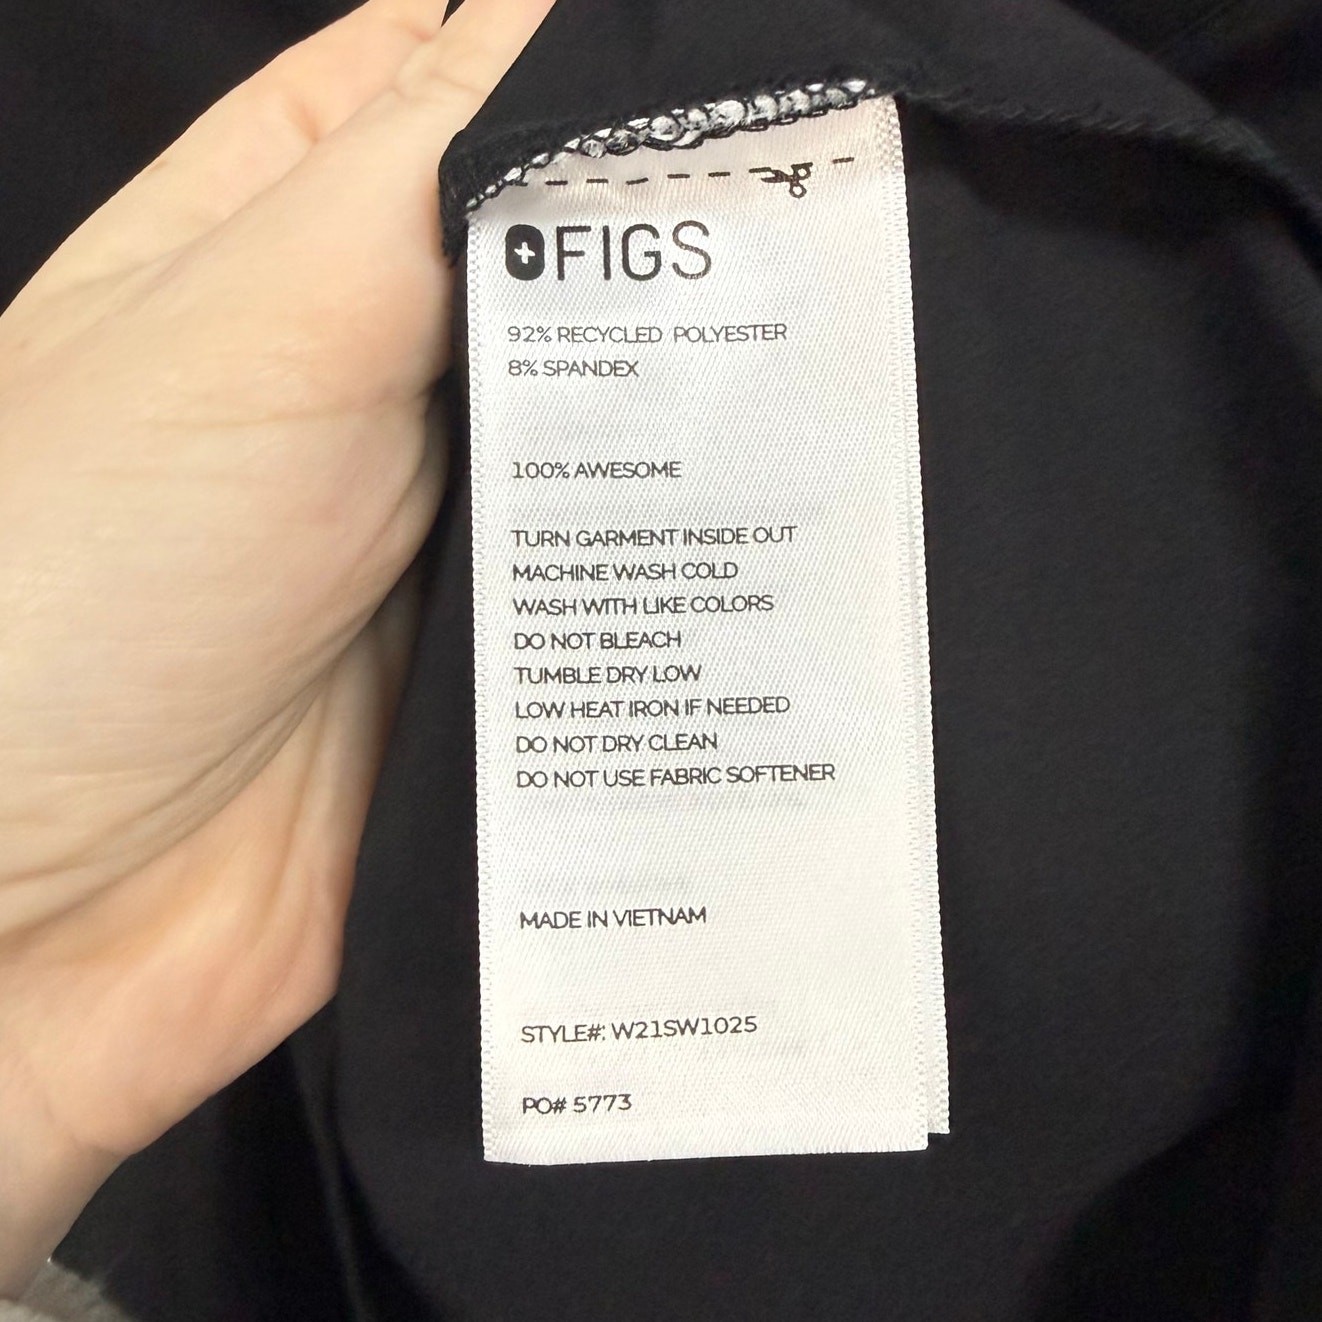 FIGS
92% RECYCLED POLYESTER
8% SPANDEX
100% AWESOME
TURN GARMENT INSIDE OUT
MACHINE WASH COLD
WASH WITH LIKE COLORS
DO NOT BLEACH
TUMBLE DRY LOW
LOW HEAT IRON IF NEEDED
DO NOT DRY CLEAN
DO NOT USE FABRIC SOFTENER
MADE IN VIETNAM
STYLE#: W21SW1025
PO# 5773